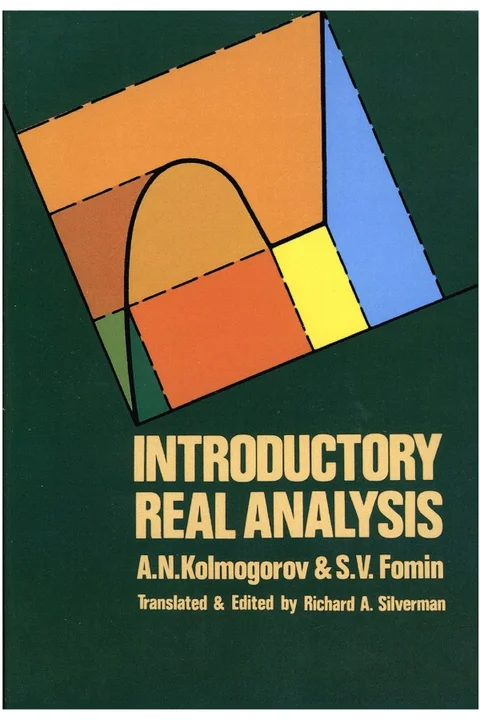 INTRODUCTORY
REAL ANALYSIS
A.N.Kolmogorov & S.V. Fomin
Translated & Edited by Richard A. Silverman